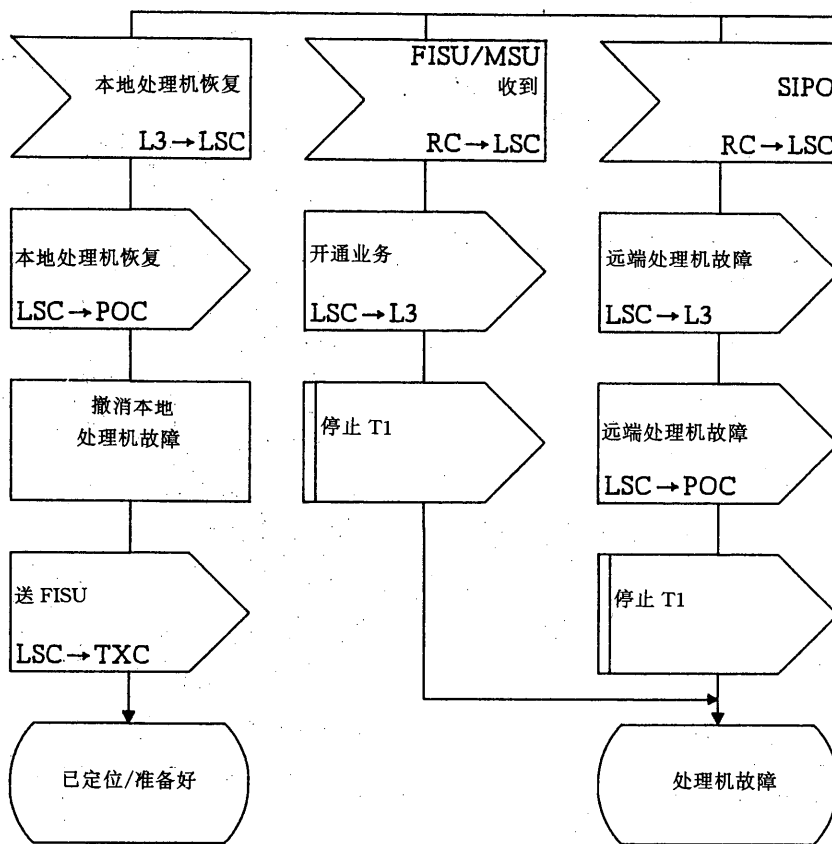 本地处理机恢复
L3→LSC
本地处理机恢复
LSC→POC
撤消本地
处理机故障
送 FISU
LSC→TXC
已定位/准备好
FISU/MSU
收到
RC→LSC
开通业务
LSC→L3
停止 T1
SIPO
RC→LSC
远端处理机故障
LSC→L3
远端处理机故障
LSC→POC
停止 T1
处理机故障